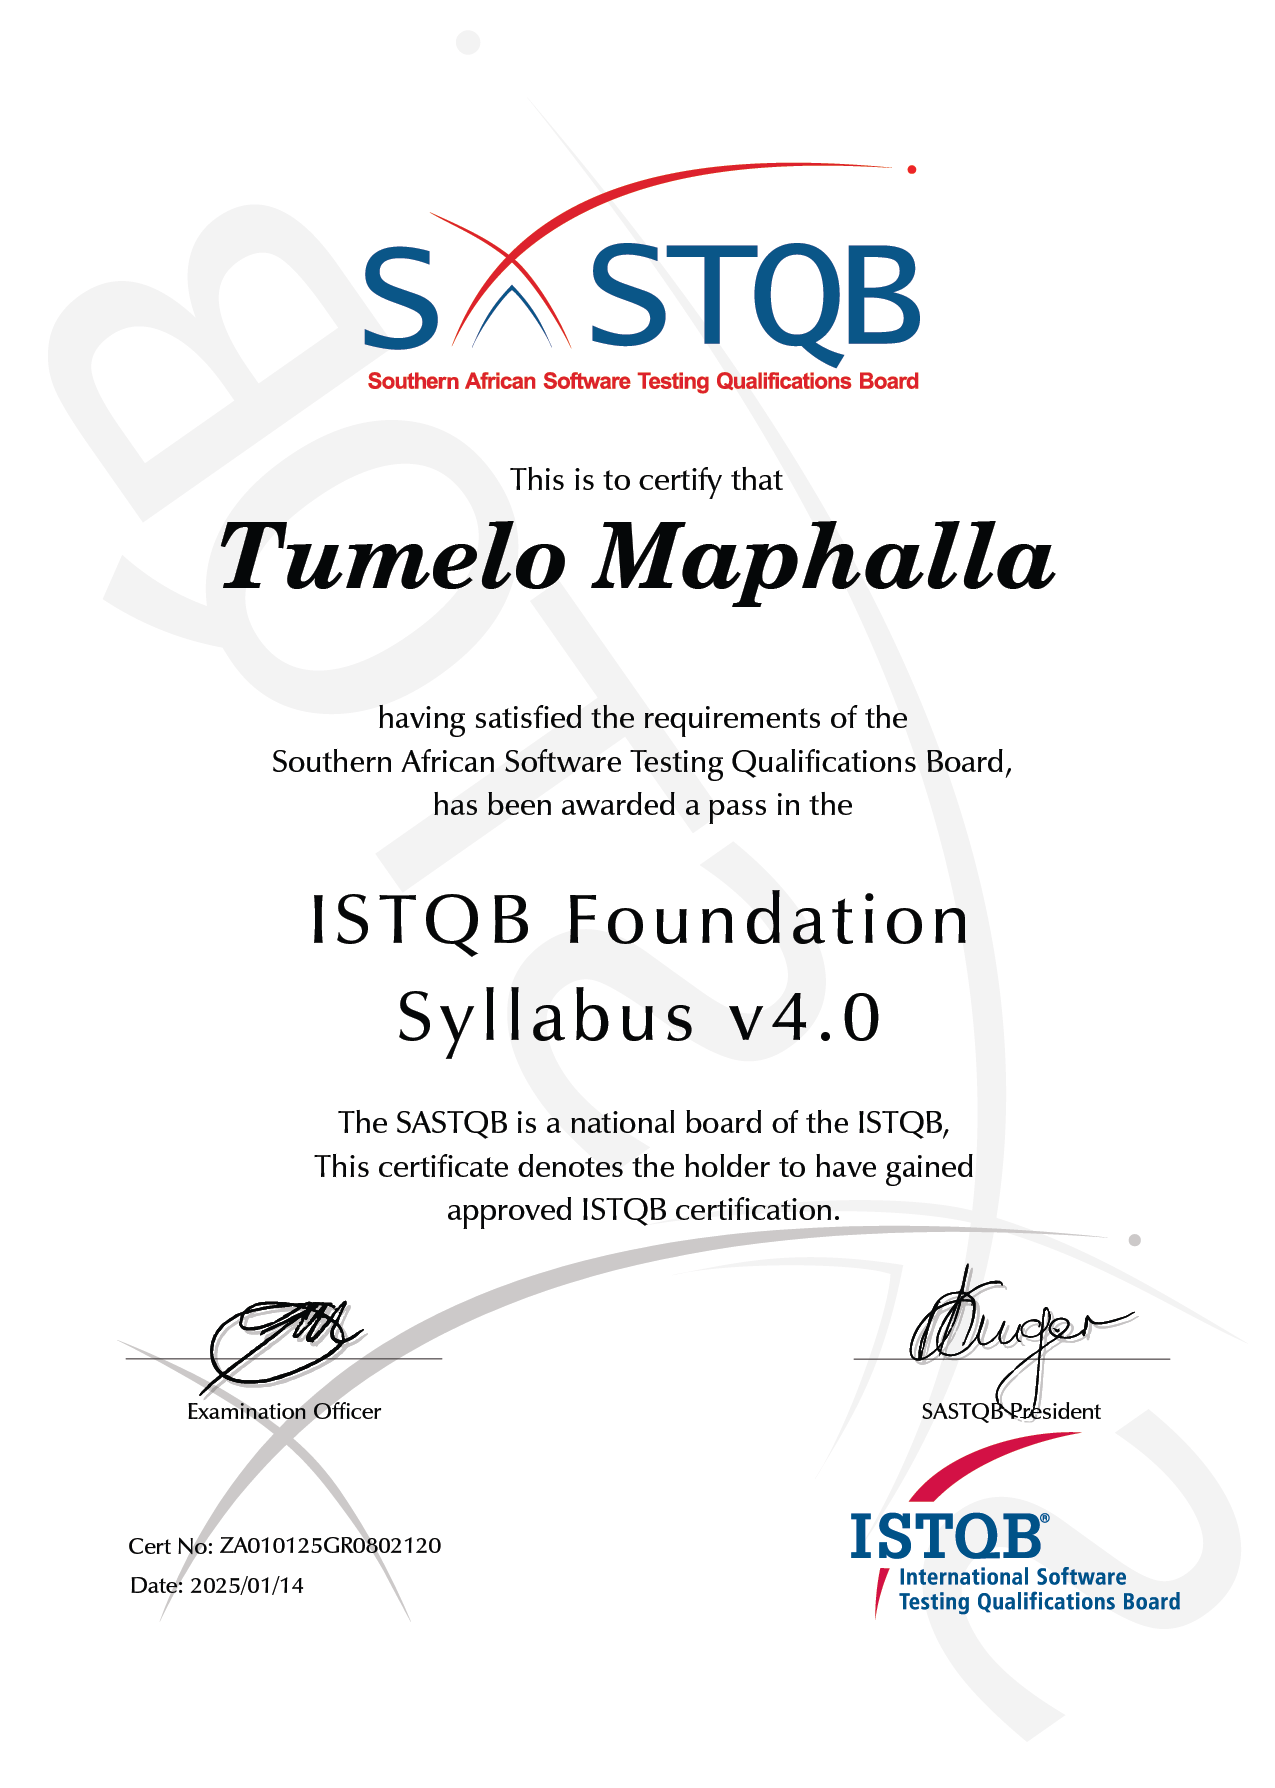 SASTQB
Southern African Software Testing Qualifications Board
This is to certify that
Tumelo Maphalla
having satisfied the requirements of the
Southern African Software Testing Qualifications Board,
has been awarded a pass in the
ISTQB Foundation
Syllabus v4.0
The SASTQB is a national board of the ISTQB,
This certificate denotes the holder to have gained
approved ISTQB certification.
Examination Officer
SASTQB President
Cert No: ZA010125GR0802120
Date: 2025/01/14
ISTQB®
International Software
Testing Qualifications Board